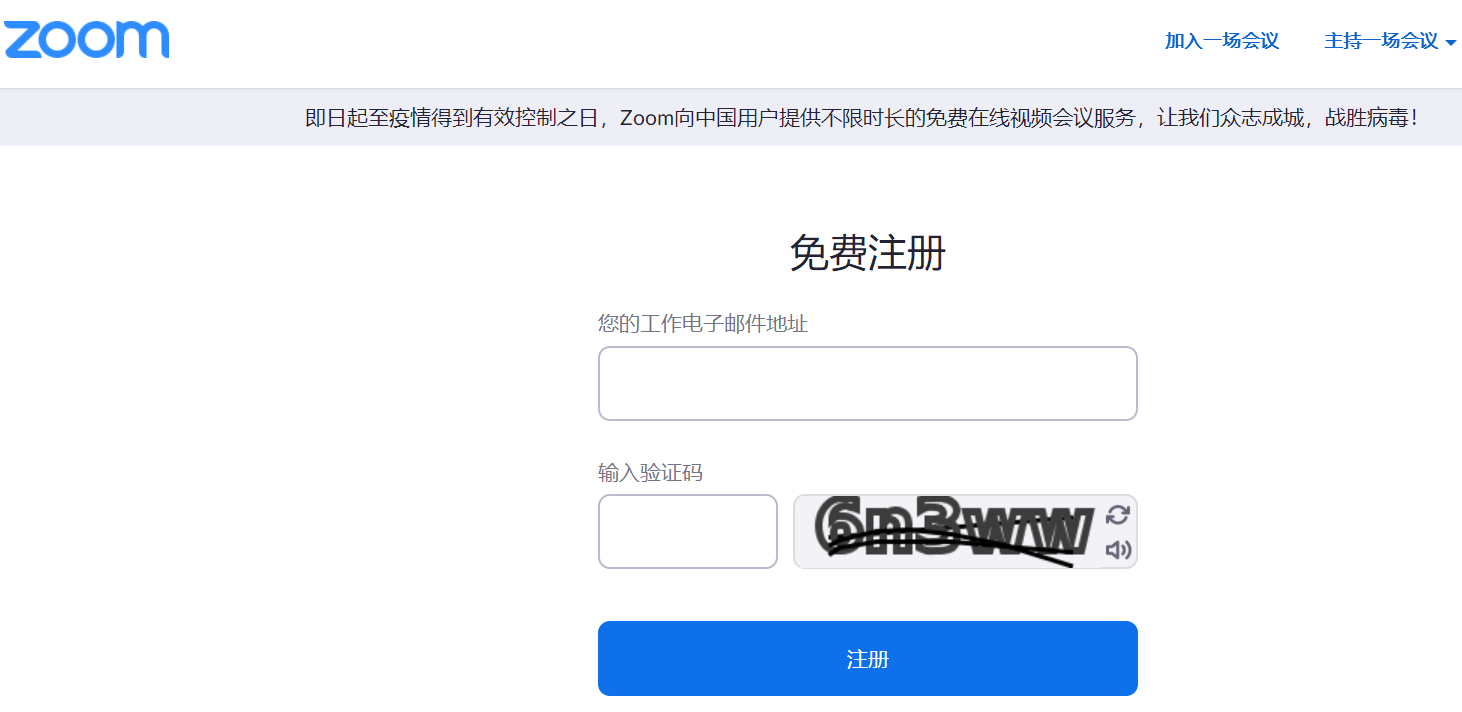 zoom
加入一场会议 主持一场会议
即日起至疫情得到有效控制之日，Zoom向中国用户提供不限时长的免费在线视频会议服务，让我们众志成城，战胜病毒！
免费注册
您的工作电子邮件地址
输入验证码
6n3ww
注册